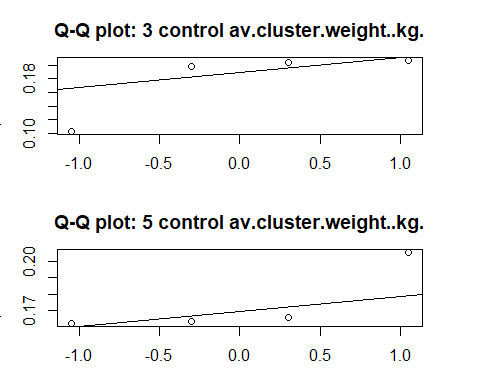 Q-Q plot: 3 control av.cluster.weight..kg.
0.18
0.10
-1.0 -0.5 0.0 0.5 1.0
Q-Q plot: 5 control av.cluster.weight..kg.
0.20
0.17
-1.0 -0.5 0.0 0.5 1.0